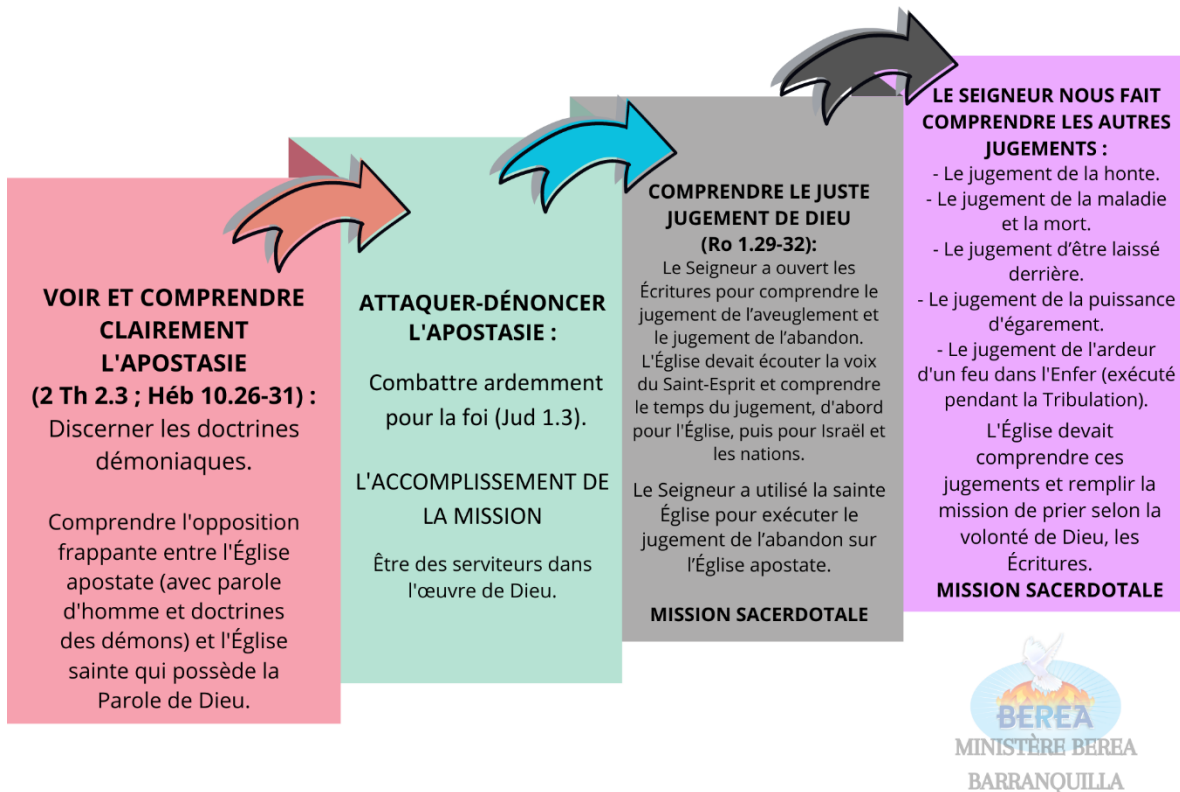 VOIR ET COMPRENDRE
CLAIREMENT
L'APOSTASIE
(2 Th 2.3 ; Héb 10.26-31) :
Discerner les doctrines
démoniaques.
Comprendre l'opposition
frappante entre l'Église
apostate (avec parole
d'homme et doctrines
des démons) et l'Église
sainte qui possède la
Parole de Dieu.
ATTAQUER-DÉNONCER
L'APOSTASIE :
Combattre ardemment
pour la foi (Jud 1.3).
L'ACCOMPLISSEMENT DE
LA MISSION
Être des serviteurs dans
l'œuvre de Dieu.
COMPRENDRE LE JUSTE
JUGEMENT DE DIEU
(Ro 1.29-32):
Le Seigneur a ouvert les
Écritures pour comprendre le
jugement de l’aveuglement et
le jugement de l’abandon.
L'Église devait écouter la voix
du Saint-Esprit et comprendre
le temps du jugement, d'abord
pour l'Église, puis pour Israël et
les nations.
Le Seigneur a utilisé la sainte
Église pour exécuter le
jugement de l’abandon sur
l’Église apostate.
MISSION SACERDOTALE
LE SEIGNEUR NOUS FAIT
COMPRENDRE LES AUTRES
JUGEMENTS :
- Le jugement de la honte.
- Le jugement de la maladie
et la mort.
- Le jugement d’être laissé
derrière.
- Le jugement de la puissance
d'égarement.
- Le jugement de l'ardeur
d'un feu dans l'Enfer (exécuté
pendant la Tribulation).
L'Église devait
comprendre ces
jugements et remplir la
mission de prier selon la
volonté de Dieu, les
Écritures.
MISSION SACERDOTALE
BEREA
MINISTÈRE BEREA
BARRANQUILLA